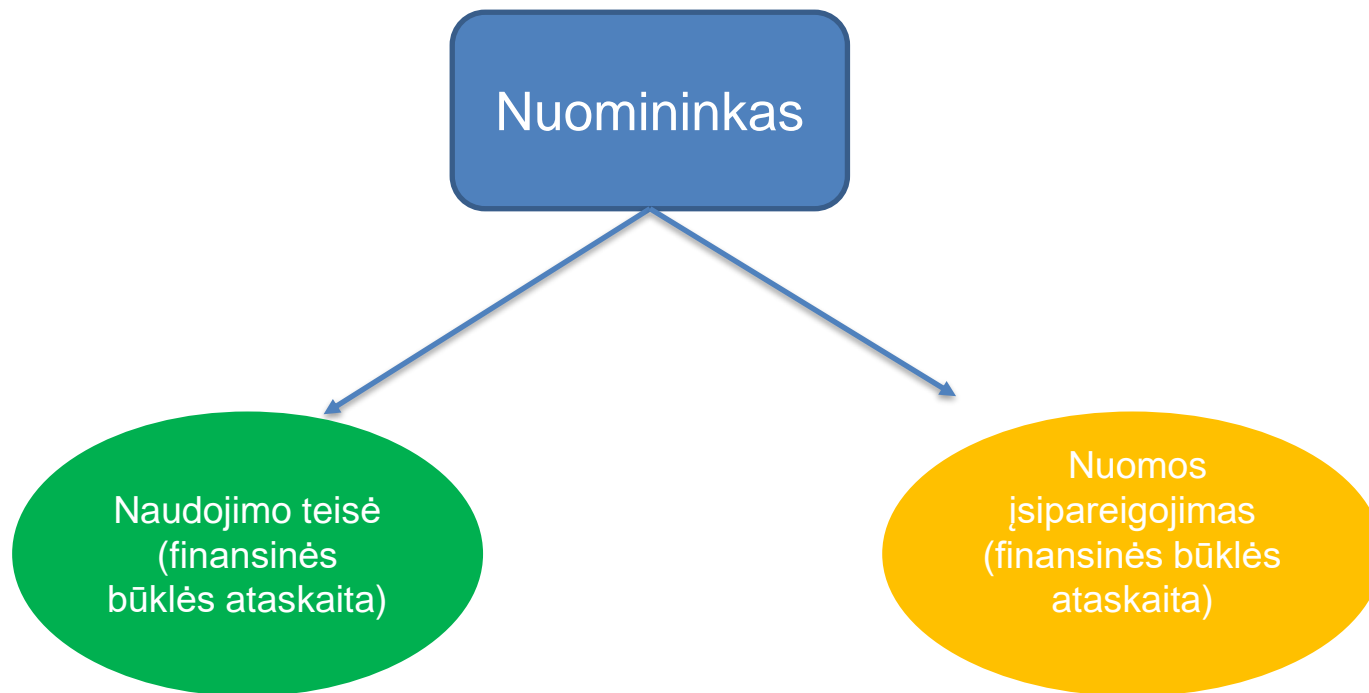 Nuomininkas
Naudojimo teisė
(finansinės
būklės ataskaita)
Nuomos
įsipareigojimas
(finansinės būklės
ataskaita)